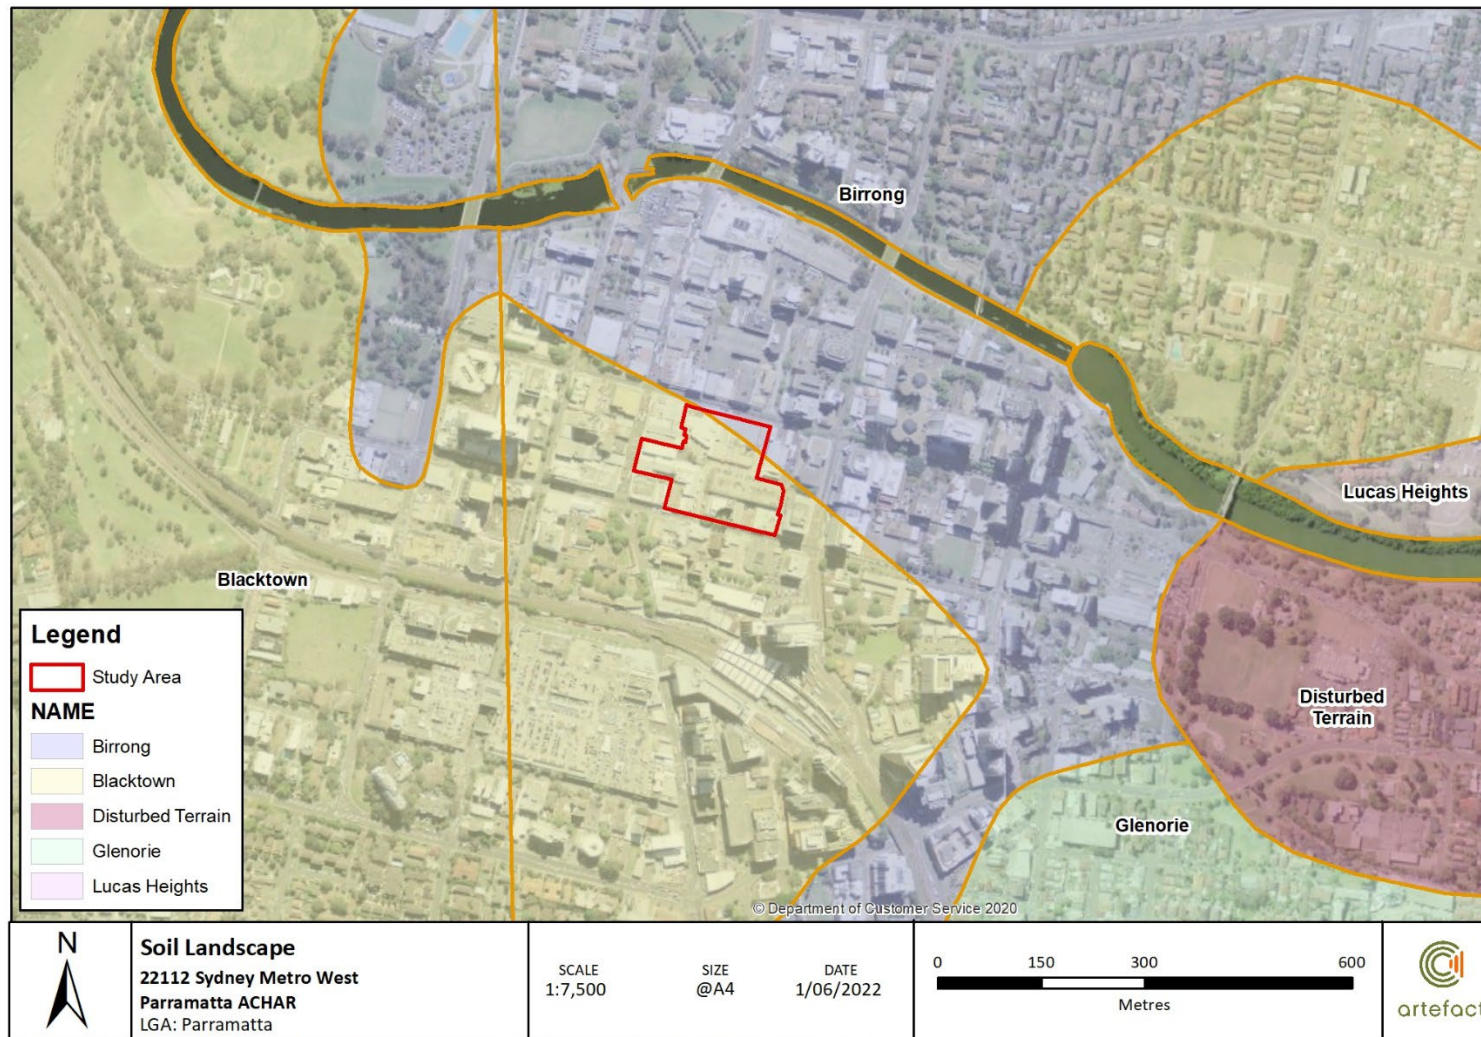 Birrong
Lucas Heights
Blacktown
Disturbed
Terrain
Glenorie
Legend
Study Area
NAME
Birrong
Blacktown
Disturbed Terrain
Glenorie
Lucas Heights
© Department of Customer Service 2020
N
Soil Landscape
22112 Sydney Metro West
Parramatta ACHAR
LGA: Parramatta
SCALE
1:7,500
SIZE
@A4
DATE
1/06/2022
0 150 300 600
Metres
artefact